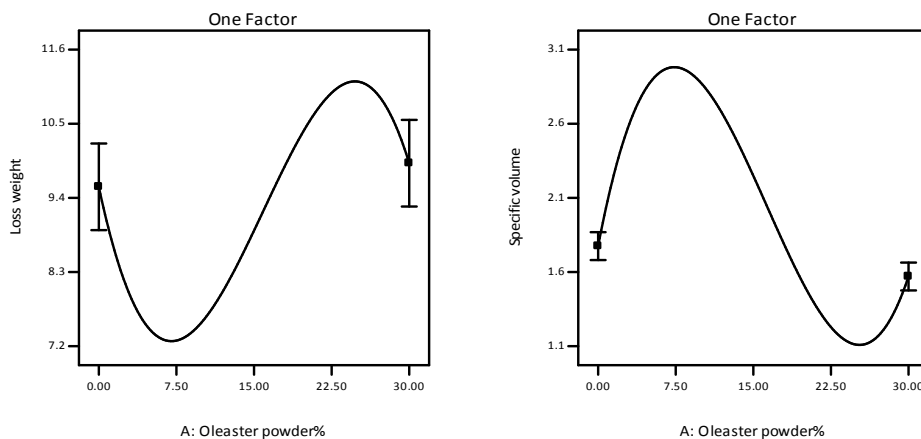 One Factor
Loss weight
11.6
10.5
9.4
8.3
7.2
0.00 7.50 15.00 22.50 30.00
A: Oleaster powder%
One Factor
Specific volume
3.1
2.6
2.1
1.6
1.1
0.00 7.50 15.00 22.50 30.00
A: Oleaster powder%